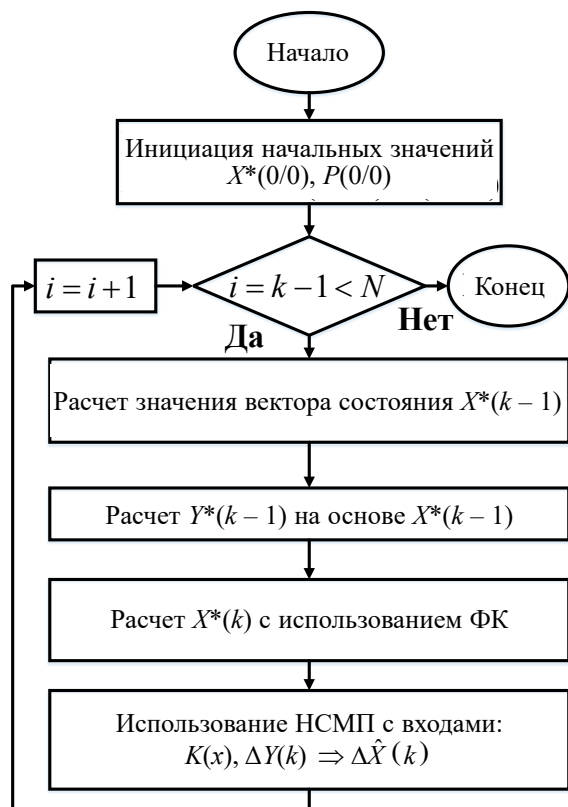 Начало
Инициация начальных значений
X*(0/0), P(0/0)
i = i + 1
i = k − 1 < N
Конец
Нет
Да
Расчет значения вектора состояния X*(k – 1)
Расчет Y*(k – 1) на основе X*(k – 1)
Расчет X*(k) с использованием ФК
Использование НСМП с входами:
K(x), ΔY(k) ⇒ ΔX̂(k)